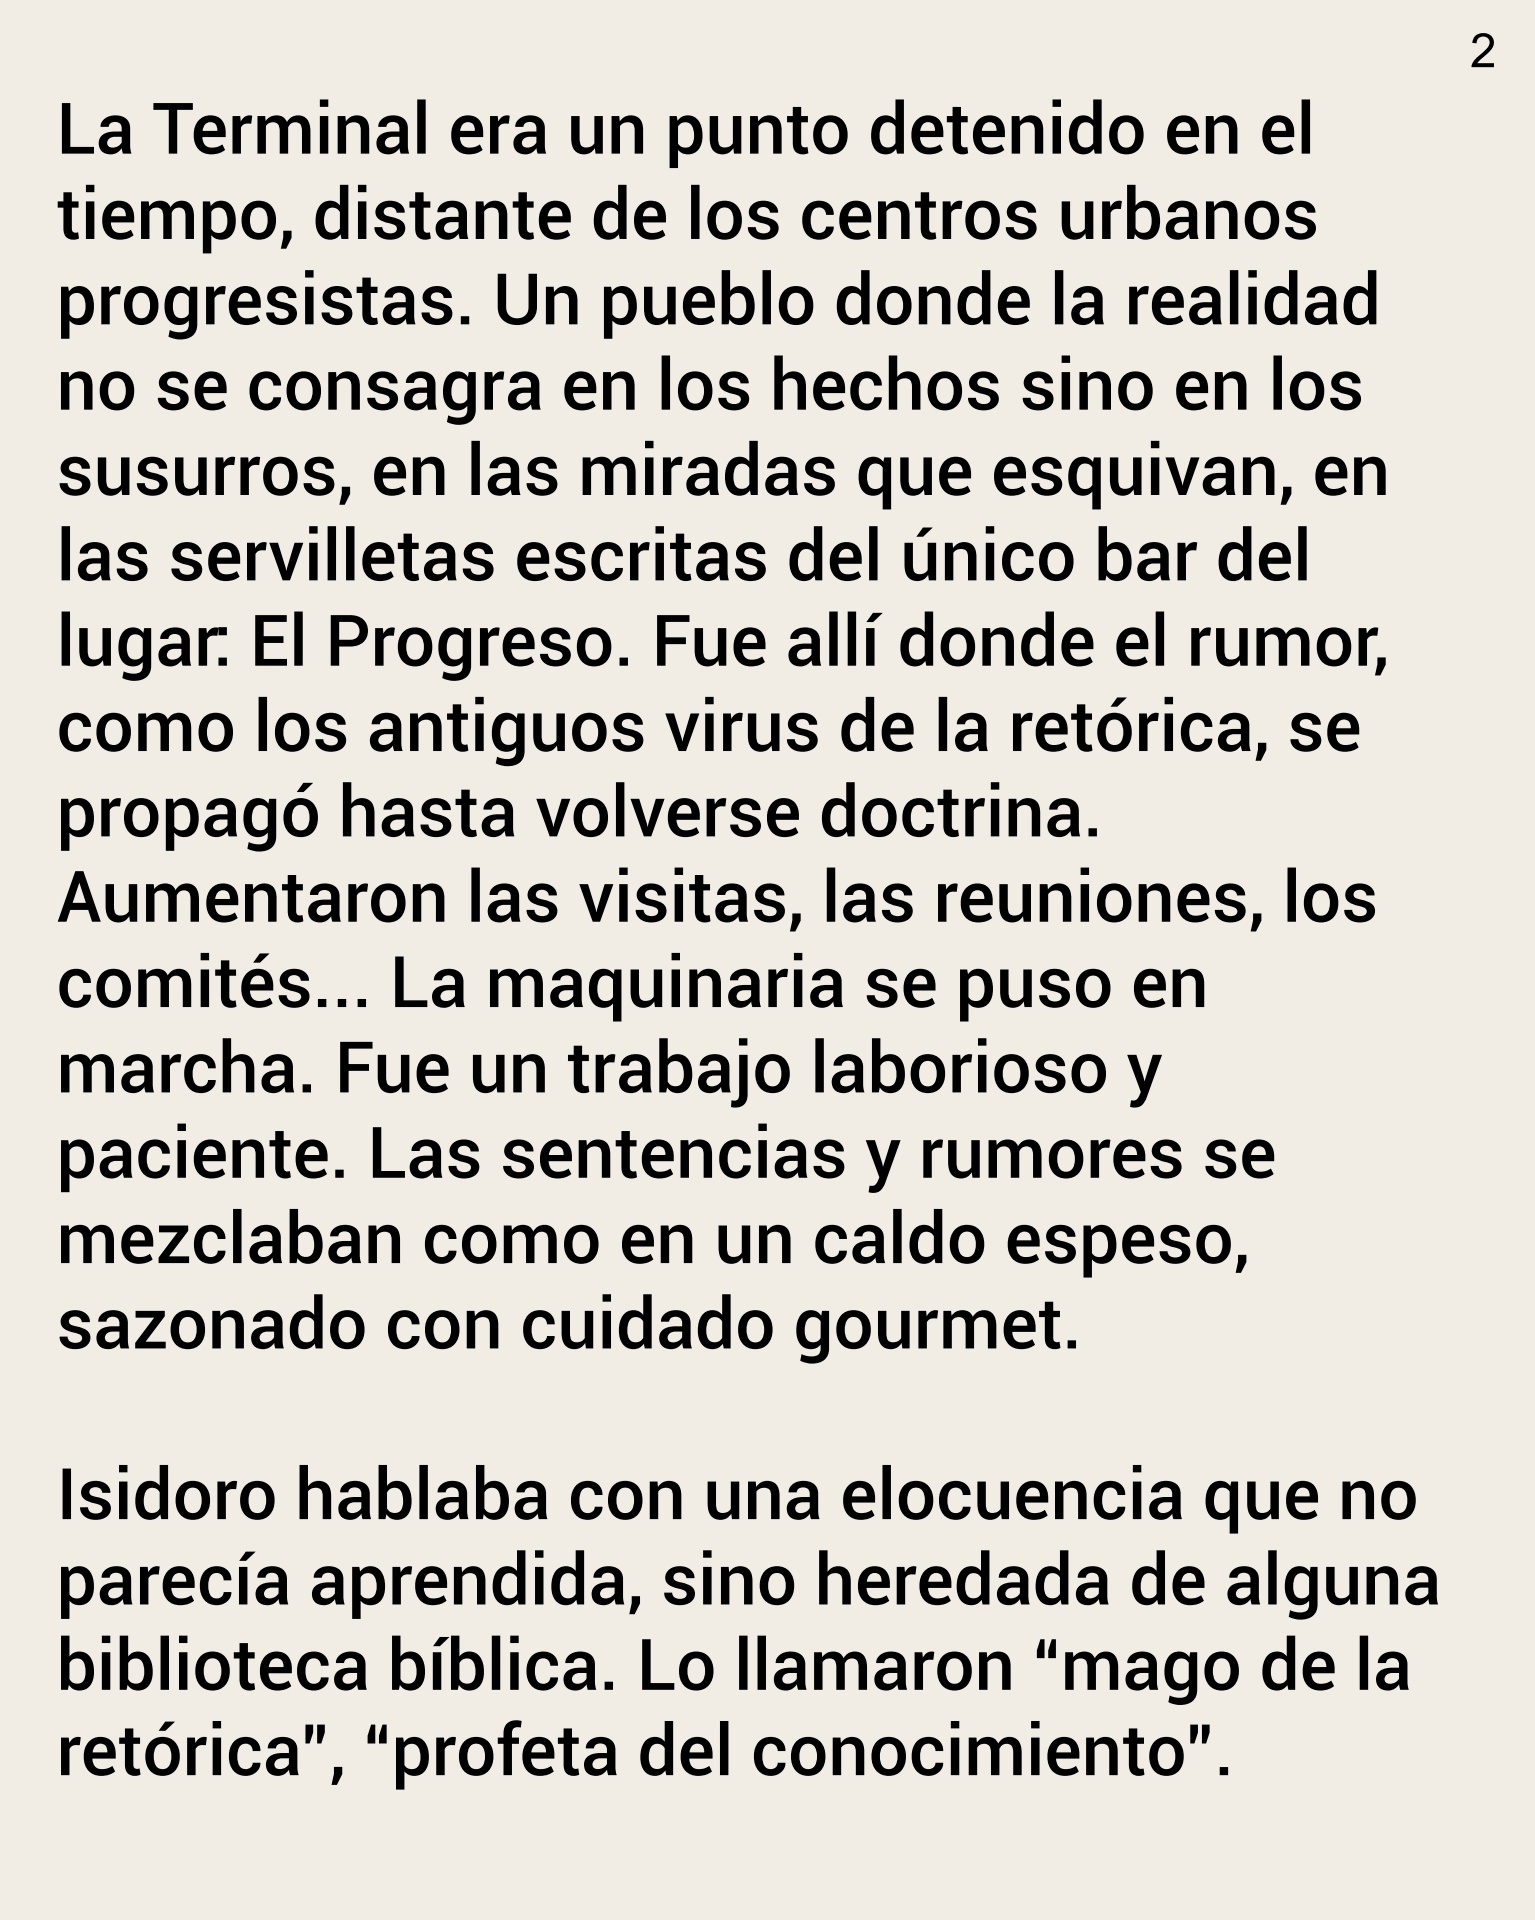 2
La Terminal era un punto detenido en el
tiempo, distante de los centros urbanos
progresistas. Un pueblo donde la realidad
no se consagra en los hechos sino en los
susurros, en las miradas que esquivan, en
las servilletas escritas del único bar del
lugar: El Progreso. Fue allí donde el rumor,
como los antiguos virus de la retórica, se
propagó hasta volverse doctrina.
Aumentaron las visitas, las reuniones, los
comités... La maquinaria se puso en
marcha. Fue un trabajo laborioso y
paciente. Las sentencias y rumores se
mezclaban como en un caldo espeso,
sazonado con cuidado gourmet.

Isidoro hablaba con una elocuencia que no
parecía aprendida, sino heredada de alguna
biblioteca bíblica. Lo llamaron “mago de la
retórica”, “profeta del conocimiento”.